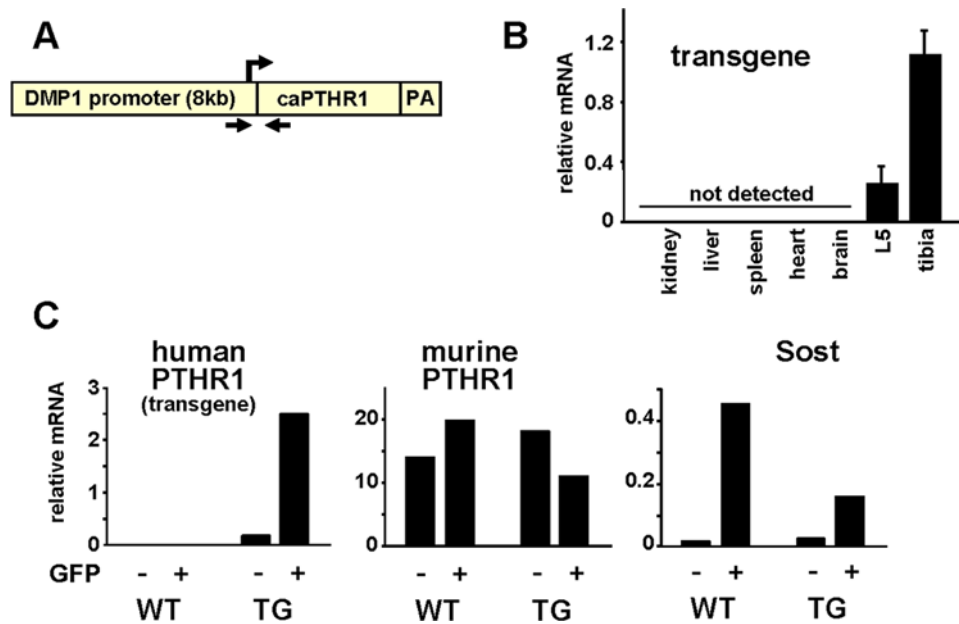 A
DMP1 promoter (8kb) caPTHR1 PA
B
transgene
relative mRNA
1.2
0.8
0.4
0
not detected
kidney
liver
spleen
heart
brain
L5
tibia
C
human
PTHR1
(transgene)
relative mRNA
3
2
1
0
murine
PTHR1
20
10
0
Sost
0.4
0.2
0
GFP - + - + - + - + - + - +
WT TG WT TG WT TG